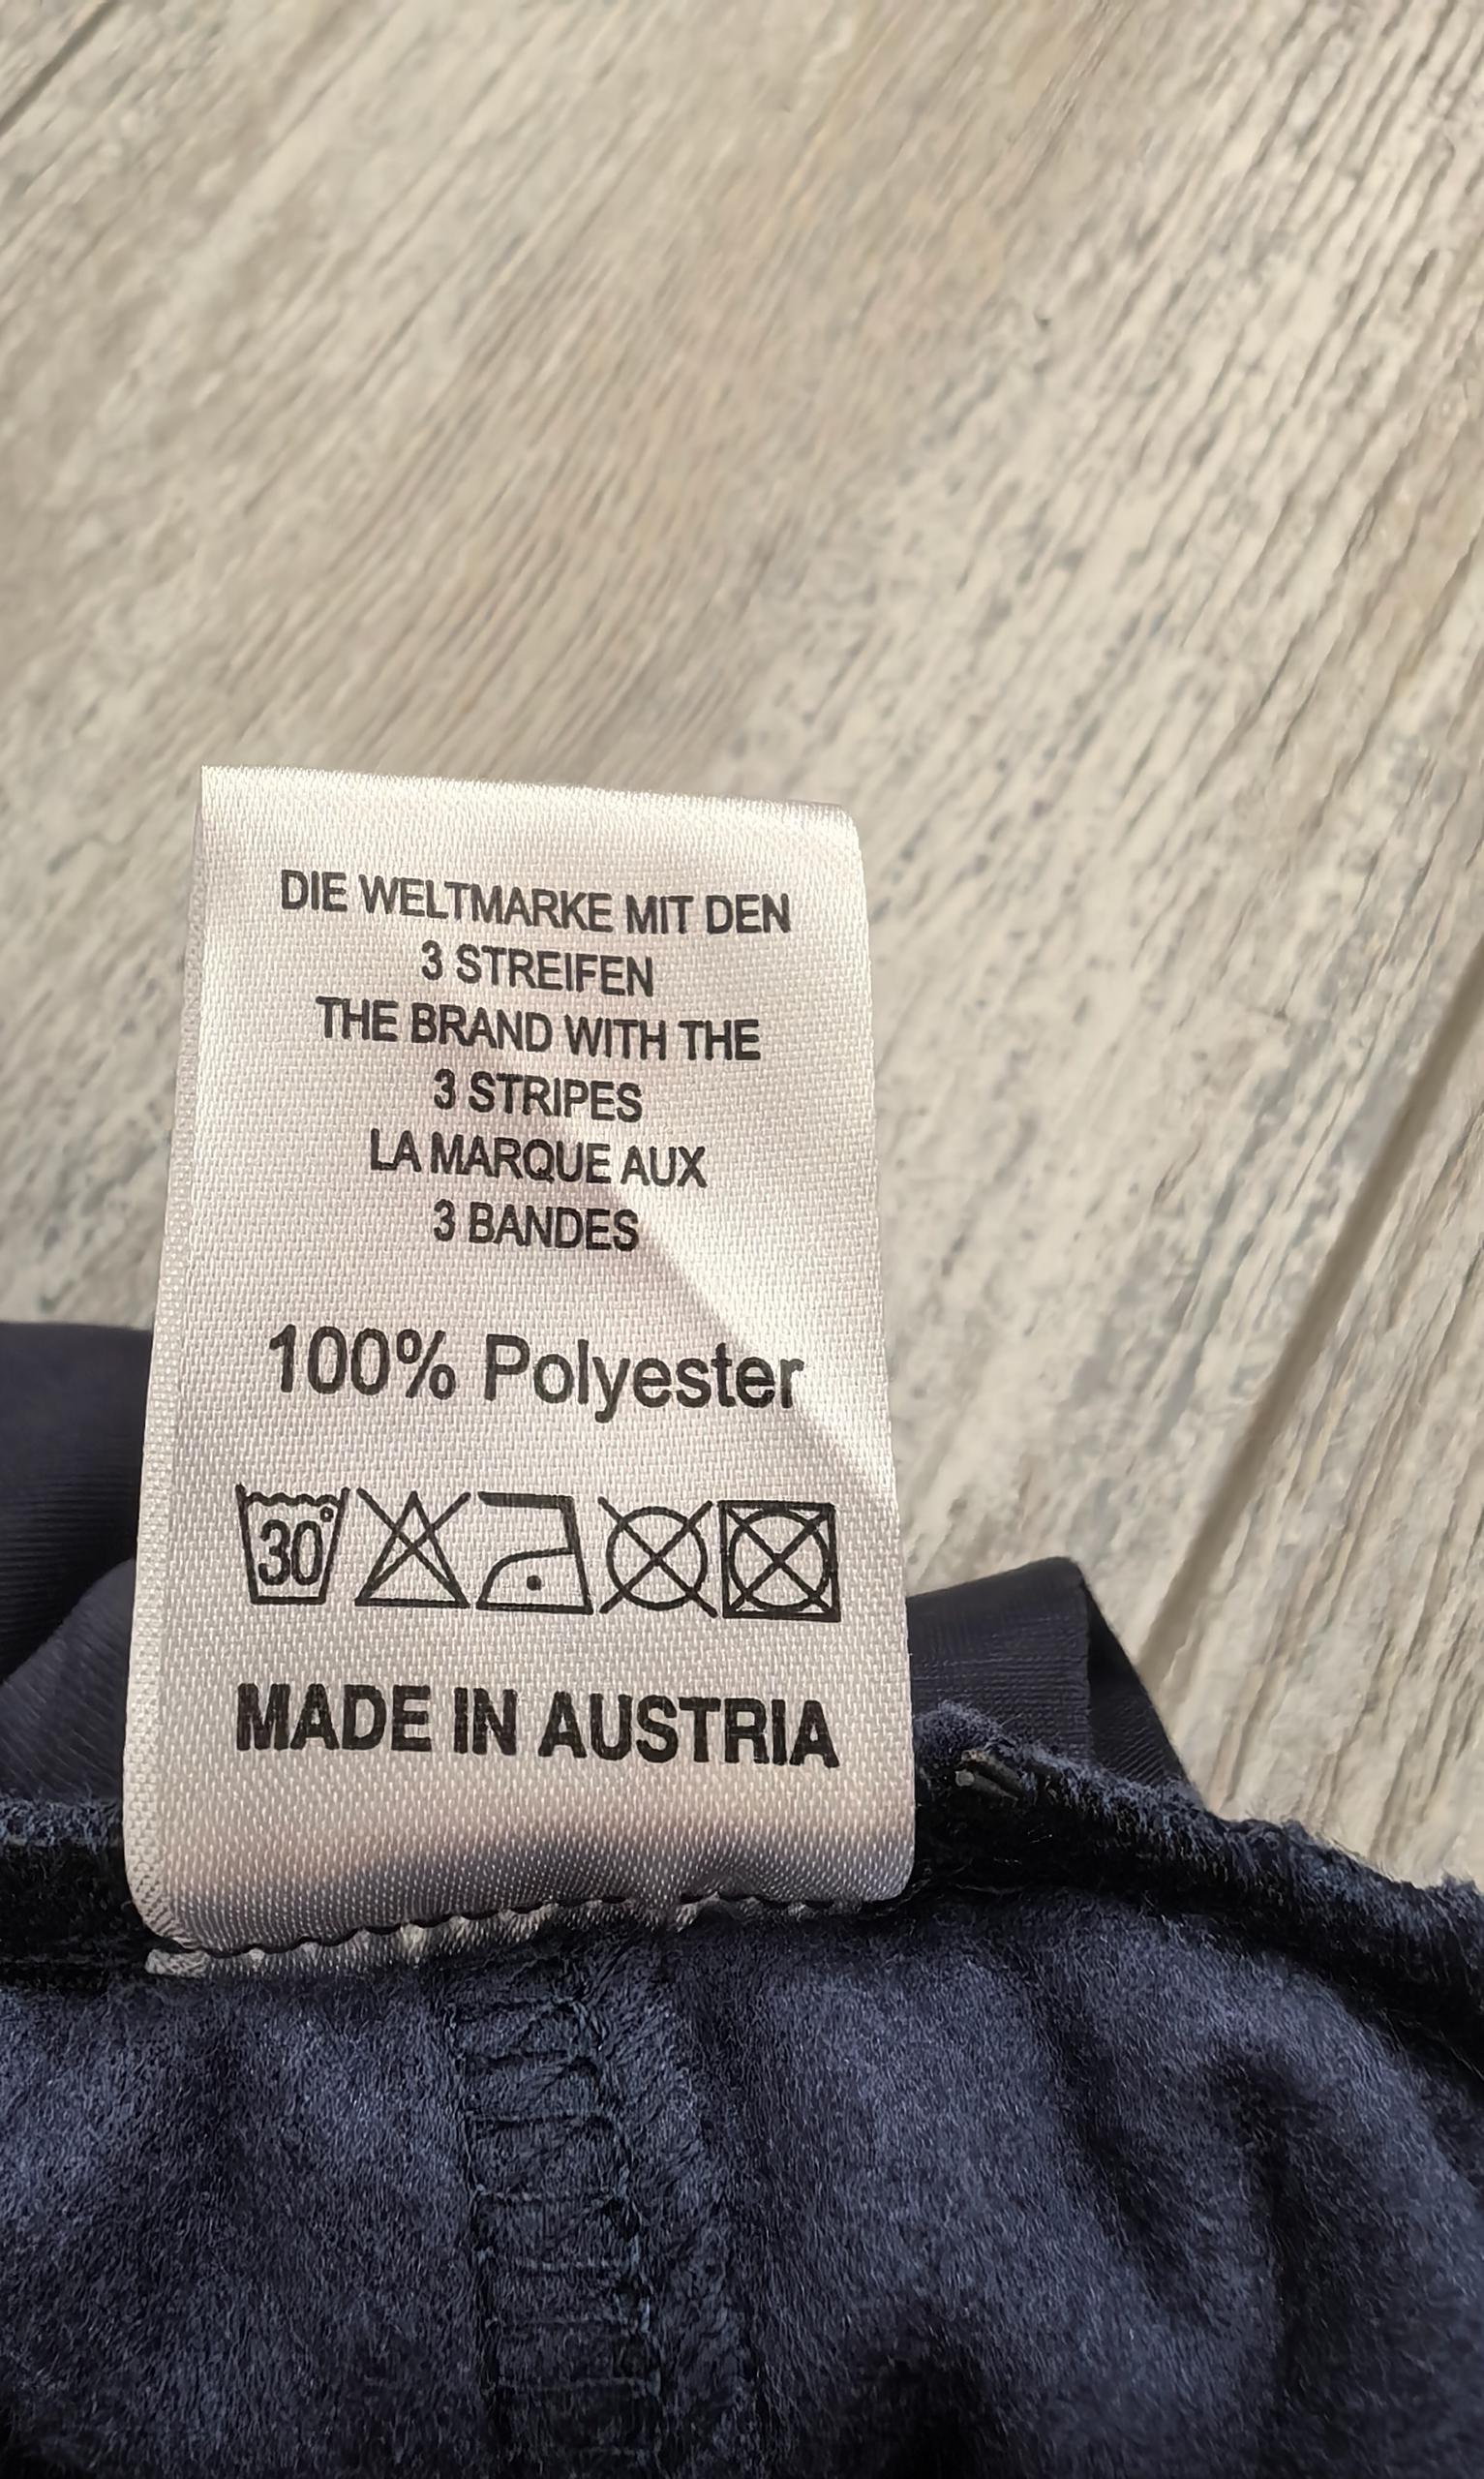 DIE WELTMARKE MIT DEN
3 STREIFEN
THE BRAND WITH THE
3 STRIPES
LA MARQUE AUX
3 BANDES
100% Polyester
30°
MADE IN AUSTRIA